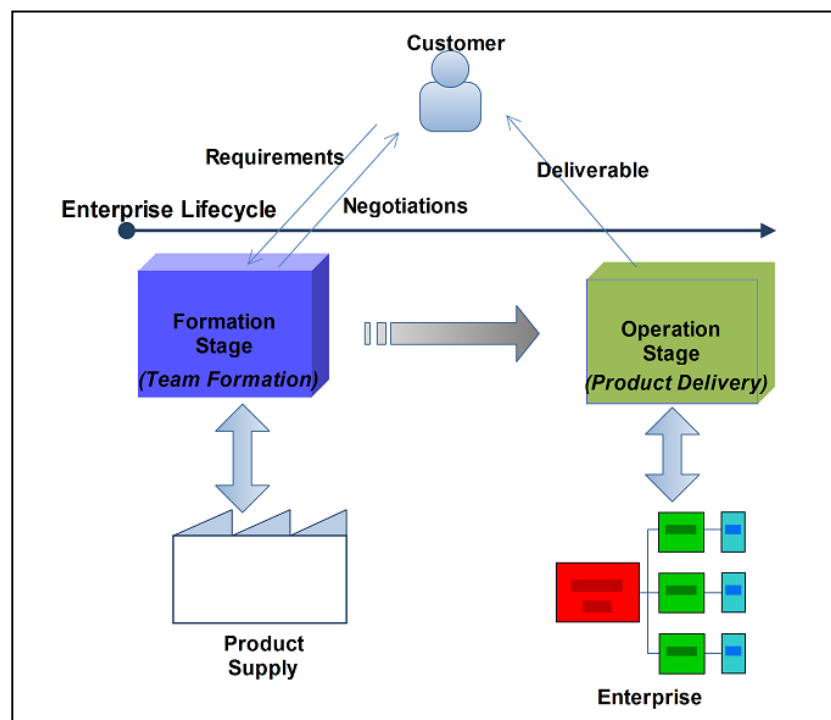 Customer
Requirements
Deliverable
Negotiations
Enterprise Lifecycle
Formation
Stage
(Team Formation)
Operation
Stage
(Product Delivery)
Product
Supply
Enterprise